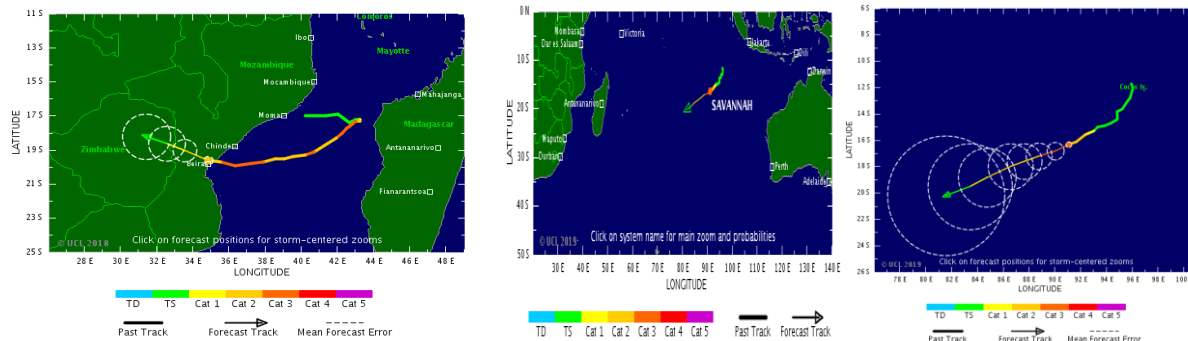 11 S
13 S
15 S
17 S
19 S
21 S
23 S
25 S
LATITUDE
Comoros
Ibo
Mayotte
Mozambique
Mocambique
Mahajanga
Moma
Madagascar
Chinde
Zimbabwe
Antananarivo
Beira
Fianarantsoa
© UCL 2018
Click on forecast positions for storm-centered zooms
30 E 32 E 34 E 36 E 38 E 40 E 42 E 44 E 46 E 48 E
LONGITUDE
TD TS Cat 1 Cat 2 Cat 3 Cat 4 Cat 5
Past Track Forecast Track Mean Forecast Error
0 N
10 S
20 S
30 S
40 S
50 S
LATITUDE
Mombasa
Victoria
Dar es Salaam
Jakarta
Dili
Darwin
Antananarivo
SAVANNAH
Maputo
Durban
Perth
Adelaide
© UCL 2019
Click on system name for main zoom and probabilities
30 E 40 E 50 E 60 E 70 E 80 E 90 E 100 E 110 E 120 E 130 E 140 E
LONGITUDE
TD TS Cat 1 Cat 2 Cat 3 Cat 4 Cat 5 Past Track Forecast Track
6 S
8 S
10 S
12 S
14 S
16 S
18 S
20 S
22 S
24 S
26 S
LATITUDE
Cocos Is.
© UCL 2019
Click on forecast positions for storm-centered zooms
76 E 78 E 80 E 82 E 84 E 86 E 88 E 90 E 92 E 94 E 96 E 98 E 100
LONGITUDE
TD TS Cat 1 Cat 2 Cat 3 Cat 4 Cat 5
Past Track Forecast Track Mean Forecast Error